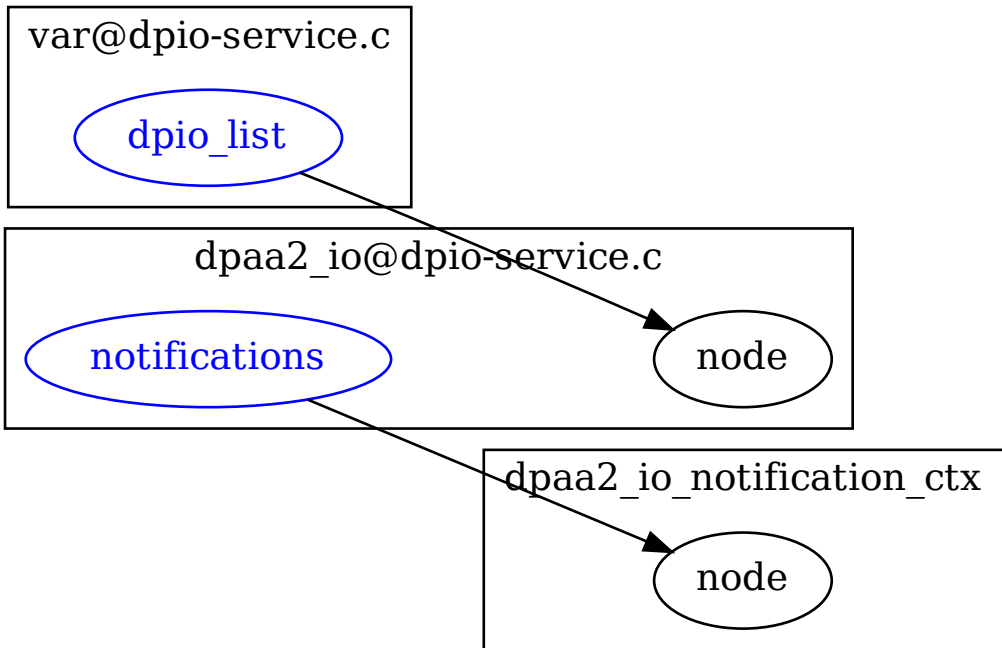 var@dpio-service.c
dpio_list
dpaa2_io@dpio-service.c
notifications
node
dpaa2_io_notification_ctx
node